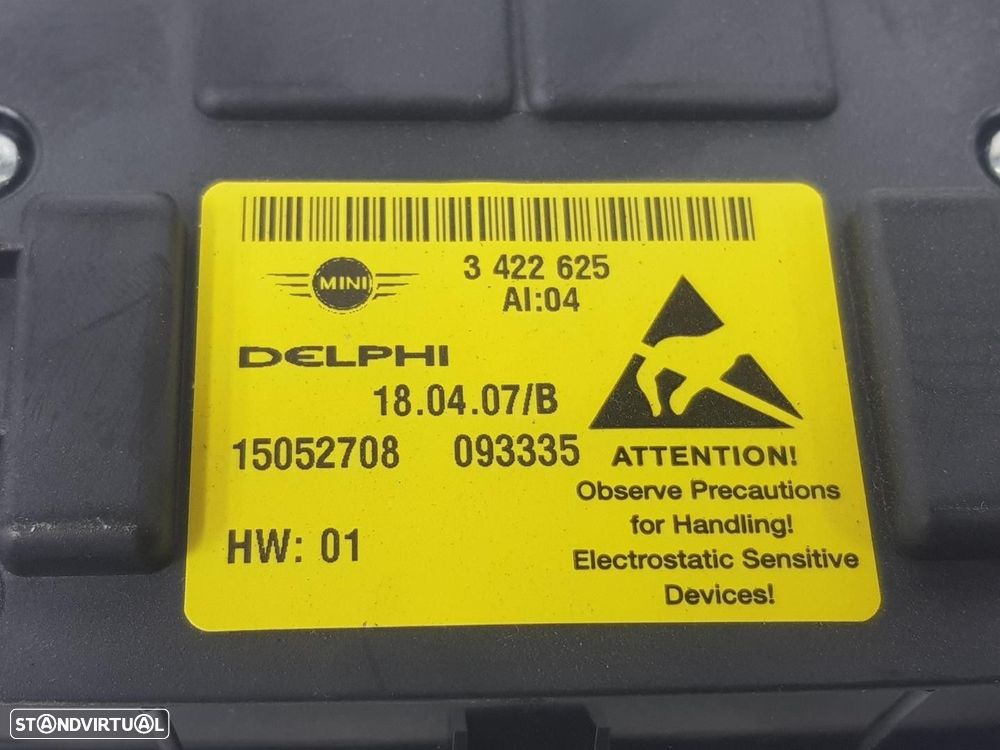 MINI
3 422 625
AI:04
DELPHI
18.04.07/B
15052708 093335
HW: 01
ATTENTION!
Observe Precautions
for Handling!
Electrostatic Sensitive
Devices!
STANDVIRTUAL